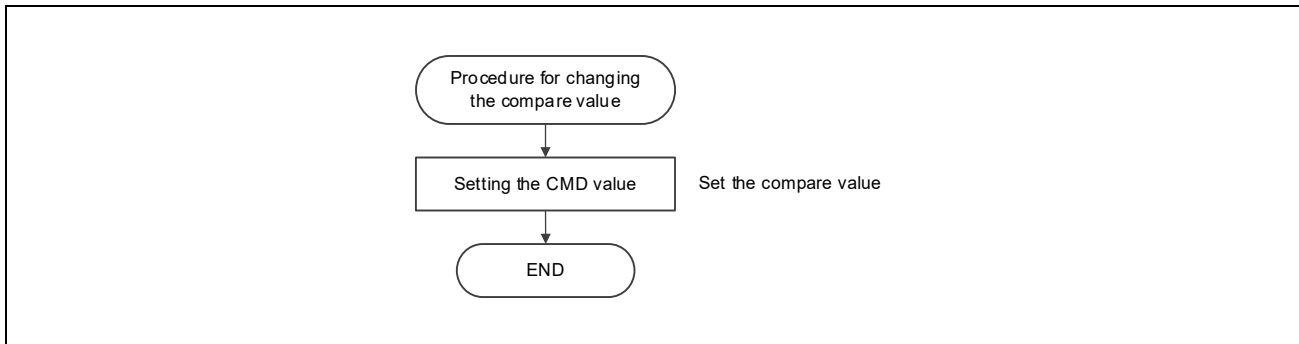 Procedure for changing
the compare value
Setting the CMD value
Set the compare value
END